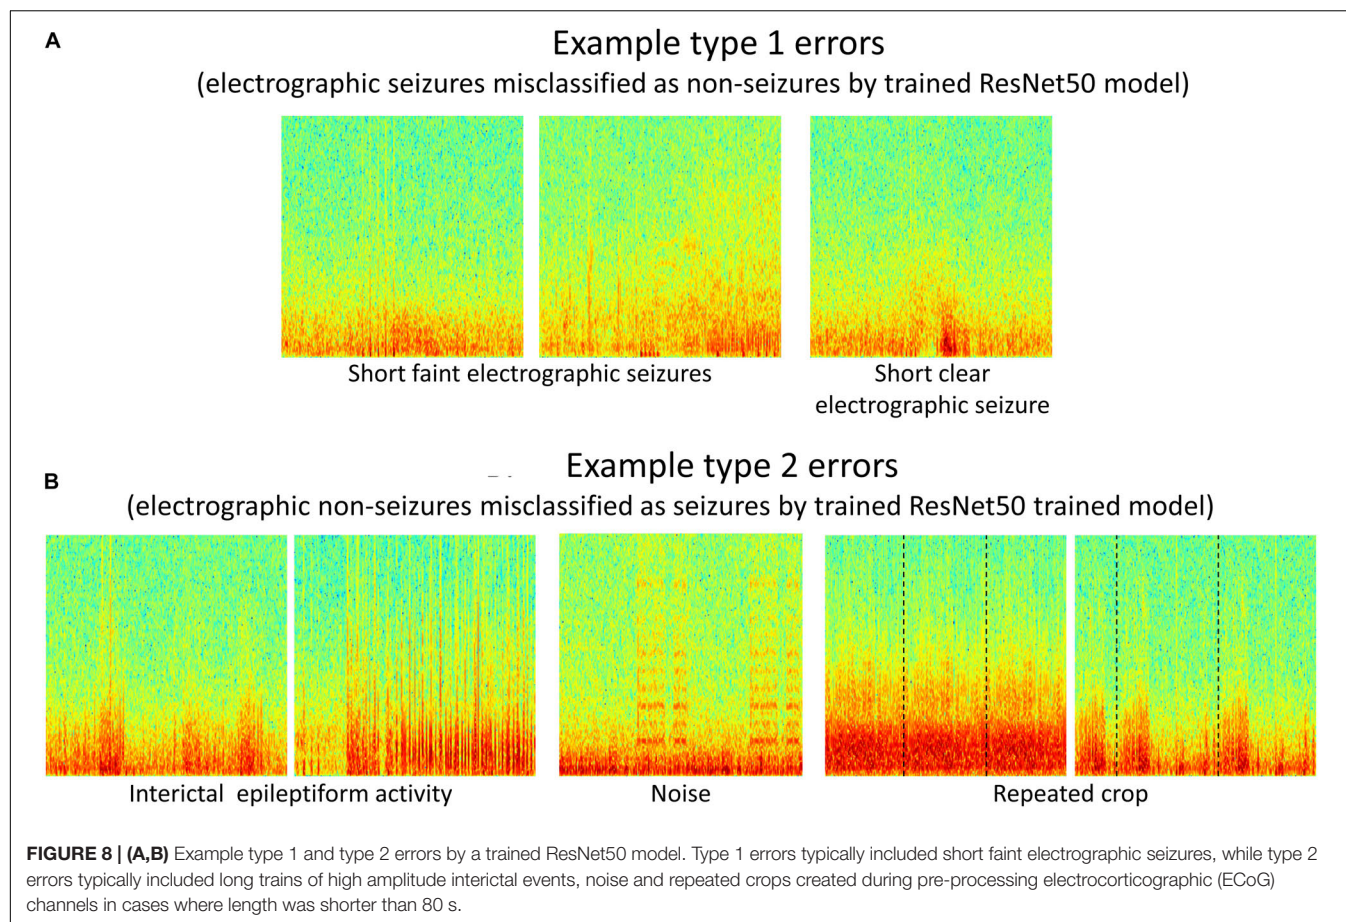 A
Example type 1 errors
(electrographic seizures misclassified as non-seizures by trained ResNet50 model)
Short faint electrographic seizures
Short clear
electrographic seizure
B
Example type 2 errors
(electrographic non-seizures misclassified as seizures by trained ResNet50 trained model)
Interictal epileptiform activity
Noise
Repeated crop
FIGURE 8 | (A,B) Example type 1 and type 2 errors by a trained ResNet50 model. Type 1 errors typically included short faint electrographic seizures, while type 2
errors typically included long trains of high amplitude interictal events, noise and repeated crops created during pre-processing electrocorticographic (ECoG)
channels in cases where length was shorter than 80 s.